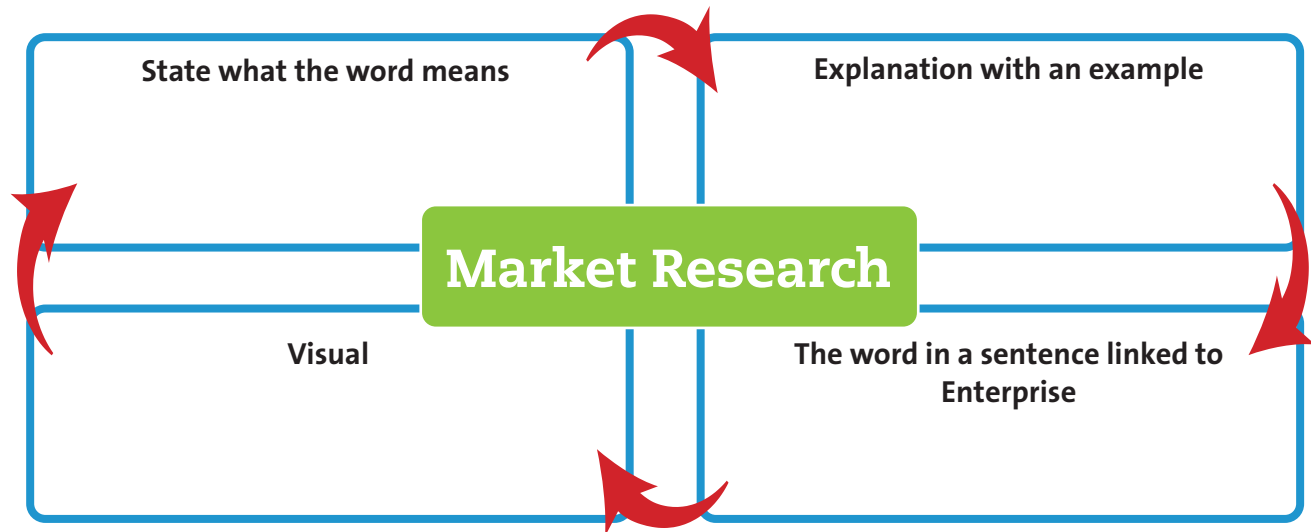 State what the word means
Explanation with an example
Market Research
Visual
The word in a sentence linked to
Enterprise